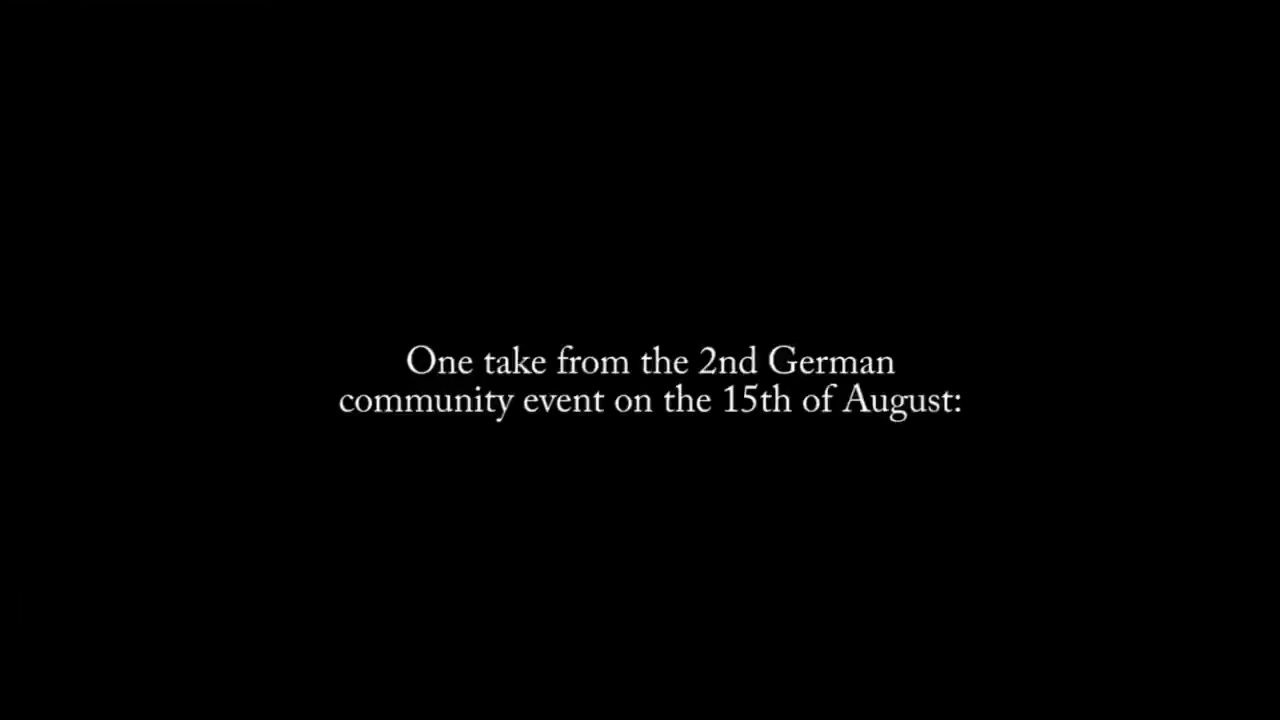 One take from the 2nd German
community event on the 15th of August: